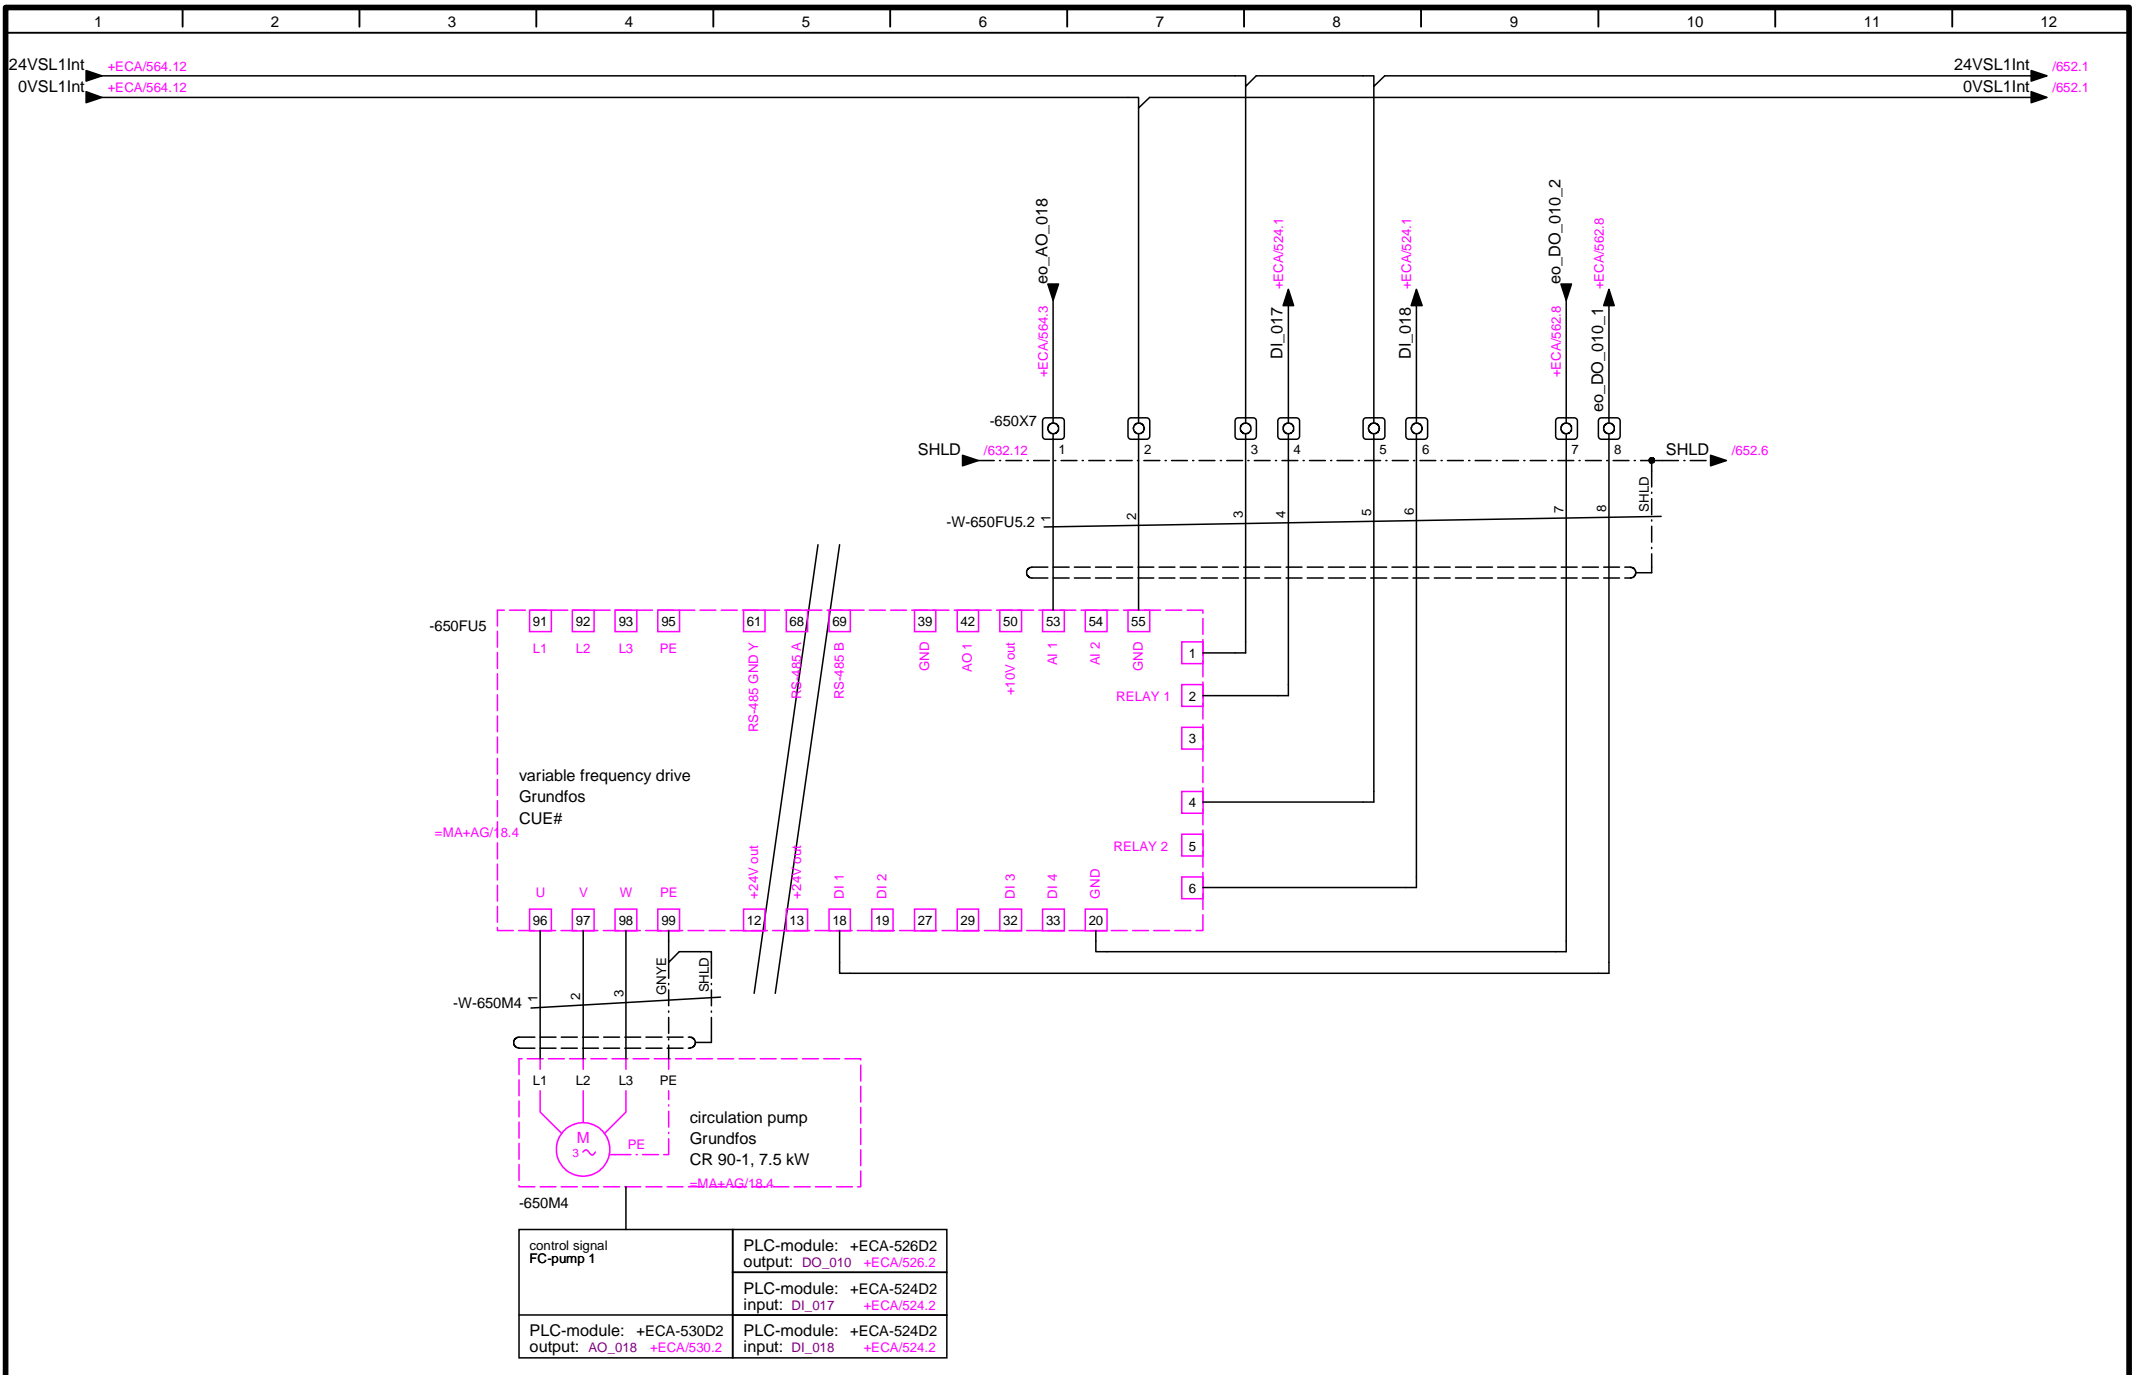 1 2 3 4 5 6 7 8 9 10 11 12
24VSL1Int +ECA/564.12 24VSL1Int /652.1
0VSL1Int +ECA/564.12 0VSL1Int /652.1
eo_AO_018
+ECA/564.3
+ECA/524.1
DI_017
+ECA/524.1
DI_018
eo_DO_010_2
+ECA/562.8
+ECA/562.8
eo_DO_010_1
-650X7
1 2 3 4 5 6 7 8
SHLD /632.12 SHLD /652.6
SHLD
-W-650FU5.2 1 2 3 4 5 6 7 8
-650FU5
91 92 93 95 61 68 69 39 42 50 53 54 55
L1 L2 L3 PE RS-485 GND Y RS-485 A RS-485 B GND AO 1 +10V out AI 1 AI 2 GND
1
RELAY 1 2
3
4
RELAY 2 5
6
variable frequency drive
Grundfos
CUE#
=MA+AG/18.4
U V W PE +24V out +24V out DI 1 DI 2 DI 3 DI 4 GND
96 97 98 99 12 13 18 19 27 29 32 33 20
-W-650M4 1 2 3 GNYE SHLD
L1 L2 L3 PE
M
3
PE
circulation pump
Grundfos
CR 90-1, 7.5 kW
=MA+AG/18.4
-650M4
control signal
FC-pump 1
PLC-module: +ECA-526D2
output: DO_010 +ECA/526.2
PLC-module: +ECA-524D2
input: DI_017 +ECA/524.2
PLC-module: +ECA-530D2
output: AO_018 +ECA/530.2
PLC-module: +ECA-524D2
input: DI_018 +ECA/524.2